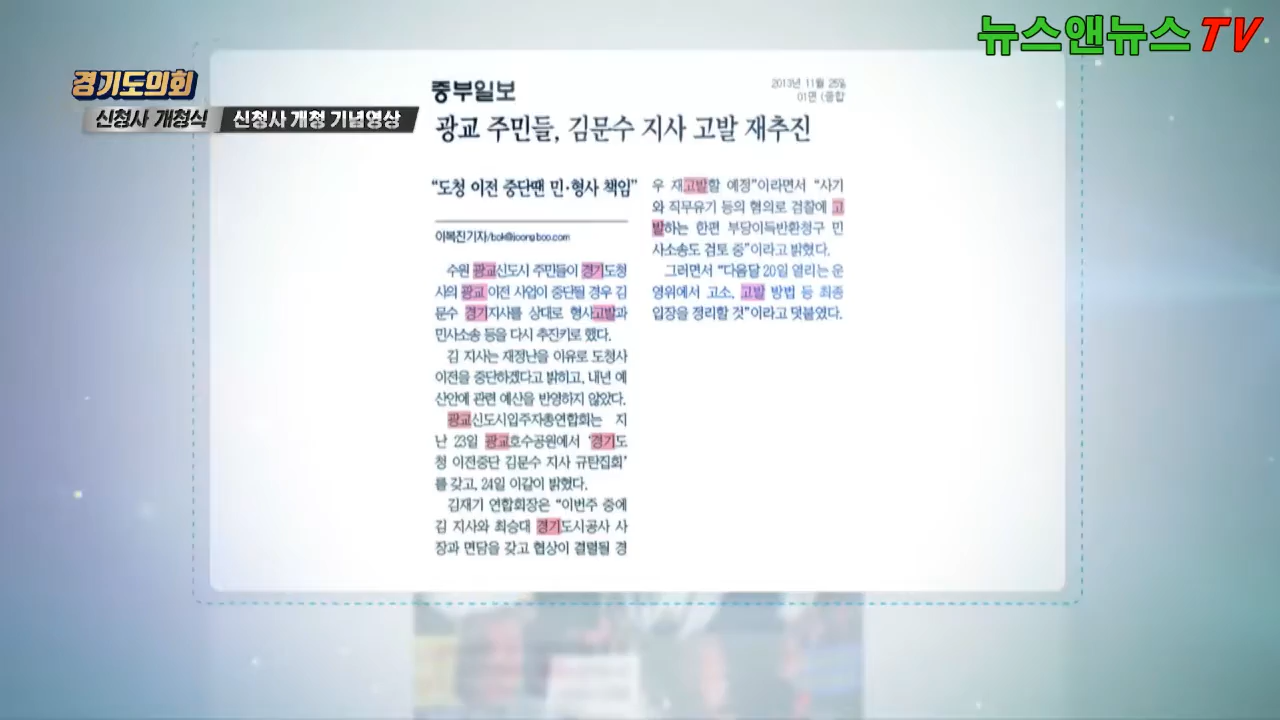 뉴스앤뉴스 TV
경기도의회
신청사 개청식 신청사 개청 기념영상
중부일보
2013년 11월 25일
01면 (종합
광교 주민들, 김문수 지사 고발 재추진
“도청 이전 중단땐 민·형사 책임”
이복진기자/bok@joongboo.com
수원 광교신도시 주민들이 경기도청
사의 광교 이전 사업이 중단될 경우 김
문수 경기지사를 상대로 형사고발과
민사소송 등을 다시 추진키로 했다.
김 지사는 재정난을 이유로 도청사
이전을 중단하겠다고 밝히고, 내년 예
산안에 관련 예산을 반영하지 않았다.
광교신도시입주자총연합회는 지
난 23일 광교호수공원에서 ‘경기도
청 이전중단 김문수 지사 규탄집회’
를 갖고, 24일 이같이 밝혔다.
김재기 연합회장은 “이번주 중에
김 지사와 최승대 경기도시공사 사
장과 면담을 갖고 협상이 결렬될 경
우 재고발할 예정”이라면서 “사기
와 직무유기 등의 혐의로 검찰에 고
발하는 한편 부당이득반환청구 민
사소송도 검토 중”이라고 밝혔다.
그러면서 “다음달 20일 열리는 운
영위에서 고소, 고발 방법 등 최종
입장을 정리할 것”이라고 덧붙였다.